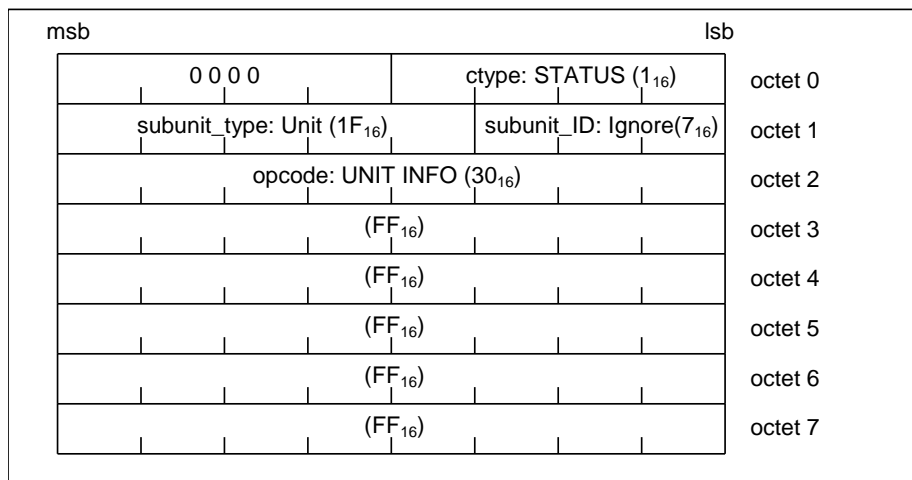 msb lsb
0 0 0 0 ctype: STATUS (1₁₆) octet 0
subunit_type: Unit (1F₁₆) subunit_ID: Ignore(7₁₆) octet 1
opcode: UNIT INFO (30₁₆) octet 2
(FF₁₆) octet 3
(FF₁₆) octet 4
(FF₁₆) octet 5
(FF₁₆) octet 6
(FF₁₆) octet 7